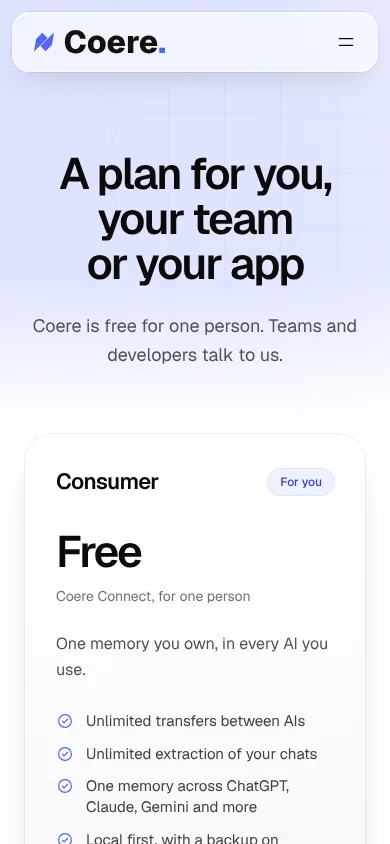 Coere.
A plan for you,
your team
or your app
Coere is free for one person. Teams and
developers talk to us.
Consumer
For you
Free
Coere Connect, for one person
One memory you own, in every AI you
use.
Unlimited transfers between AIs
Unlimited extraction of your chats
One memory across ChatGPT,
Claude, Gemini and more
Local first, with a backup on